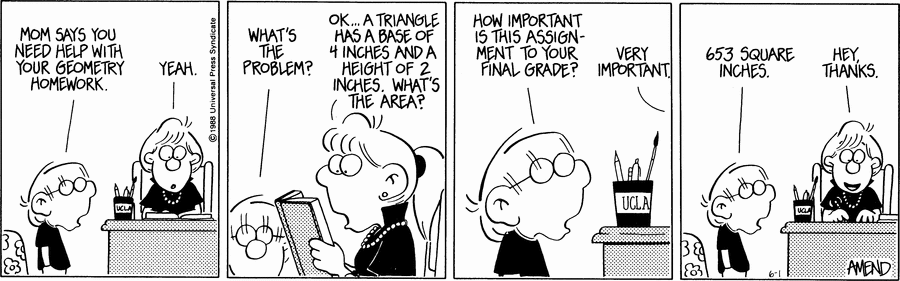 MOM SAYS YOU
NEED HELP WITH
YOUR GEOMETRY
HOMEWORK.
YEAH.
©1988 Universal Press Syndicate
UCLA
WHAT'S
THE
PROBLEM?
OK... A TRIANGLE
HAS A BASE OF
4 INCHES AND A
HEIGHT OF 2
INCHES. WHAT'S
THE AREA?
HOW IMPORTANT
IS THIS ASSIGN-
MENT TO YOUR
FINAL GRADE?
VERY
IMPORTANT.
UCLA
653 SQUARE
INCHES.
HEY,
THANKS.
UCLA
6-1
AMEND